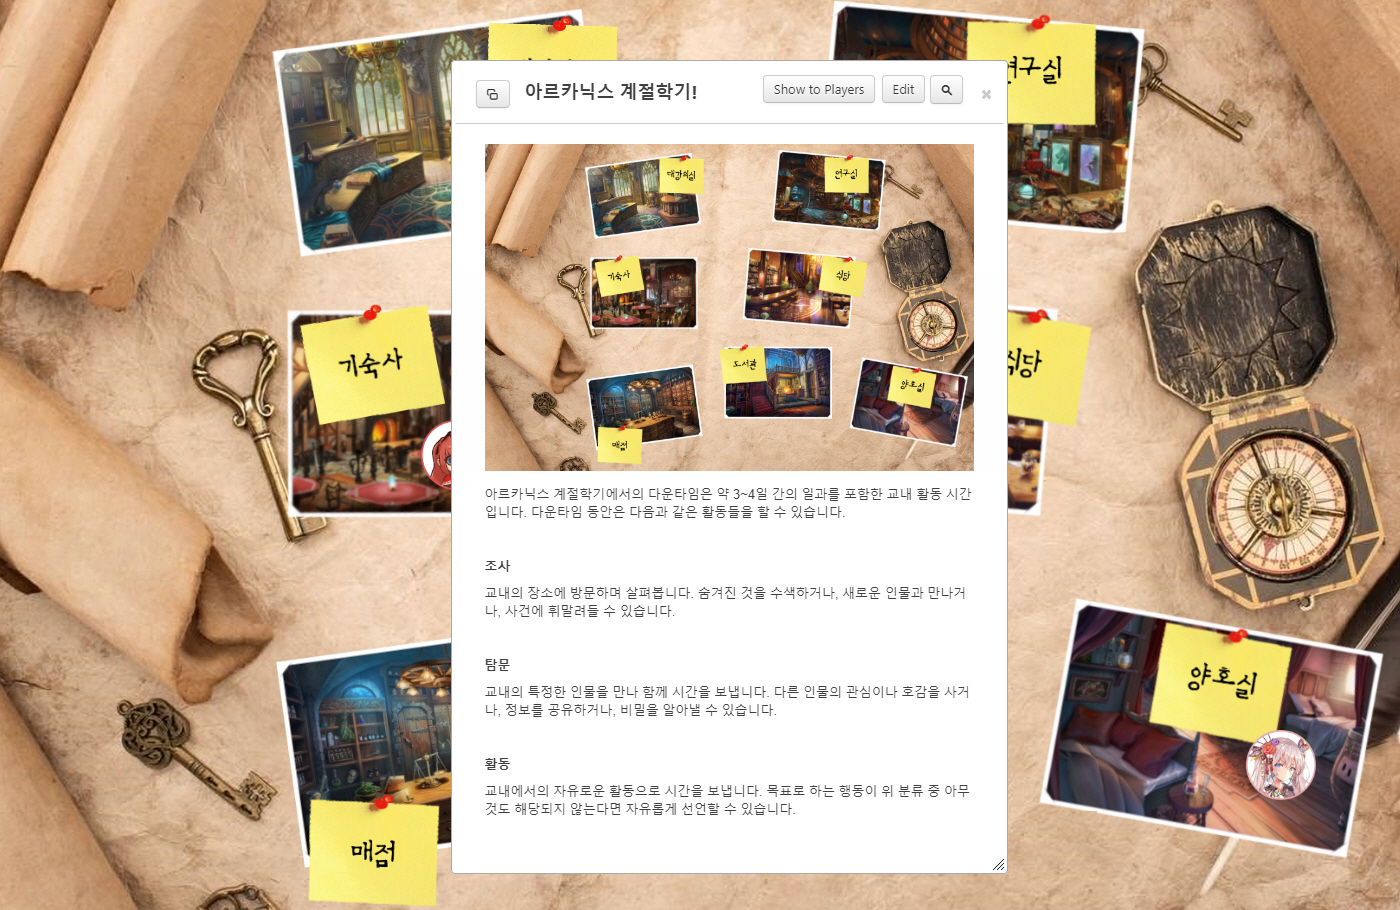 연구실
아르카닉스 계절학기!
Show to Players
Edit
대강의실
연구실
기숙사
식당
도서관
양호실
매점
기숙사
식당
아르카닉스 계절학기에서의 다운타임은 약 3~4일 간의 일과를 포함한 교내 활동 시간
입니다. 다운타임 동안은 다음과 같은 활동들을 할 수 있습니다.
조사
교내의 장소에 방문하며 살펴봅니다. 숨겨진 것을 수색하거나, 새로운 인물과 만나거
나, 사건에 휘말려들 수 있습니다.
탐문
교내의 특정한 인물을 만나 함께 시간을 보냅니다. 다른 인물의 관심이나 호감을 사거
나, 정보를 공유하거나, 비밀을 알아낼 수 있습니다.
양호실
활동
교내에서의 자유로운 활동으로 시간을 보냅니다. 목표로 하는 행동이 위 분류 중 아무
것도 해당되지 않는다면 자유롭게 선언할 수 있습니다.
매점